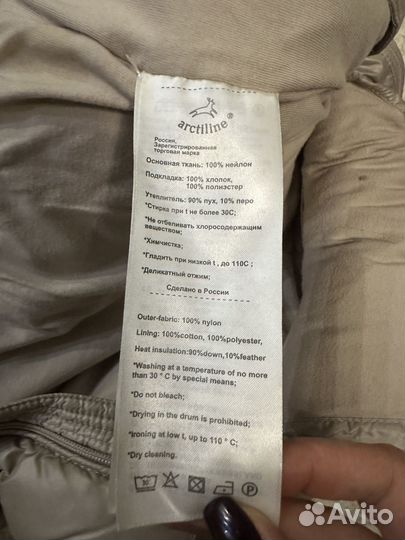 arctiline®
Россия,
Зарегистрированная
торговая марка
Основная ткань: 100% нейлон
Подкладка: 100% хлопок,
100% полиэстер
Утеплитель: 90% пух, 10% перо
*Стирка при t не более 30С;
*Не отбеливать хлоросодержащим
веществом;
*Химчистка;
*Гладить при низкой t , до 110С ;
*Деликатный отжим;
Сделано в России
Outer-fabric: 100% nylon
Lining: 100%cotton, 100%polyester,
Heat insulation:90%down,10%feather
*Washing at a temperature of no more
than 30 ° C by special means;
*Do not bleach;
*Drying in the drum is prohibited;
*Ironing at low t, up to 110 ° C;
*Dry cleaning.
30
P
Avito